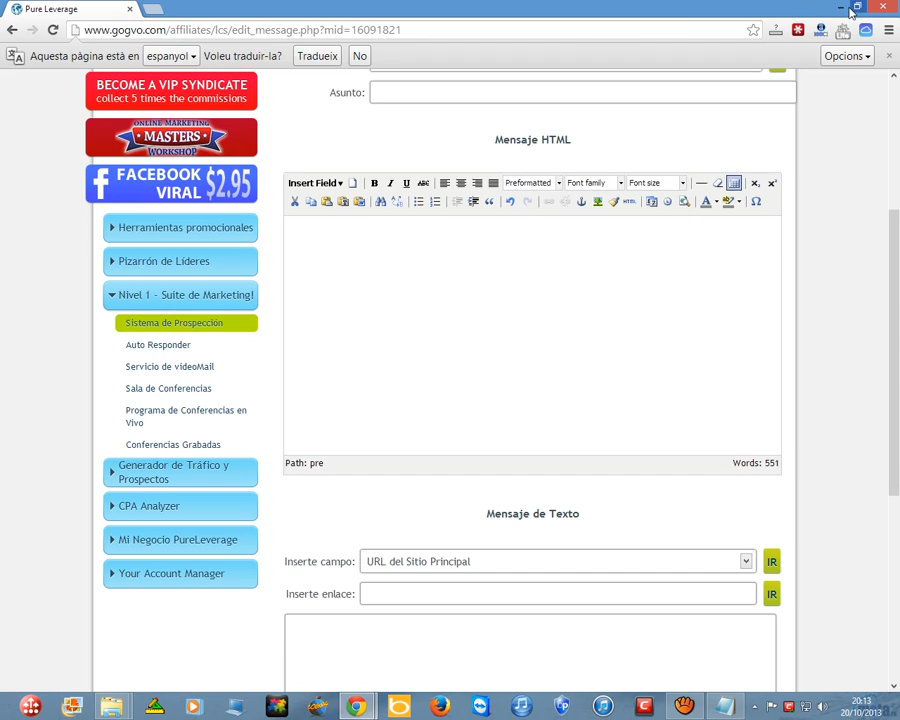 Pure Leverage
www.gogvo.com/affiliates/lcs/edit_message.php?mid=16091821
Aquesta pàgina està en espanyol Voleu traduir-la? Tradueix No Opcions
BECOME A VIP SYNDICATE
collect 5 times the commissions
ONLINE MARKETING
MASTERS
WORKSHOP
FACEBOOK
VIRAL $2.95
Herramientas promocionales
Pizarrón de Líderes
Nivel 1 - Suite de Marketing!
Sistema de Prospección
Auto Responder
Servicio de videoMail
Sala de Conferencias
Programa de Conferencias en
Vivo
Conferencias Grabadas
Generador de Tráfico y
Prospectos
CPA Analyzer
Mi Negocio PureLeverage
Your Account Manager
Asunto:
Mensaje HTML
Insert Field B I U ABC Preformatted Font family Font size
HTML
Path: pre Words: 551
Mensaje de Texto
Inserte campo: URL del Sitio Principal IR
Inserte enlace: IR
20:13
20/10/2013